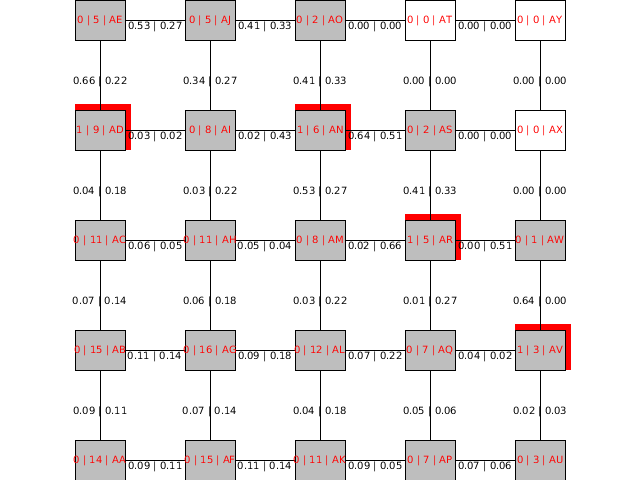 0 | 5 | AE 0.53 | 0.27 0 | 5 | AJ 0.41 | 0.33 0 | 2 | AO 0.00 | 0.00 0 | 0 | AT 0.00 | 0.00 0 | 0 | AY
0.66 | 0.22 0.34 | 0.27 0.41 | 0.33 0.00 | 0.00 0.00 | 0.00
1 | 9 | AD 0.03 | 0.02 0 | 8 | AI 0.02 | 0.43 1 | 6 | AN 0.64 | 0.51 0 | 2 | AS 0.00 | 0.00 0 | 0 | AX
0.04 | 0.18 0.03 | 0.22 0.53 | 0.27 0.41 | 0.33 0.00 | 0.00
0 | 11 | AC 0.06 | 0.05 0 | 11 | AH 0.05 | 0.04 0 | 8 | AM 0.02 | 0.66 1 | 5 | AR 0.00 | 0.51 0 | 1 | AW
0.07 | 0.14 0.06 | 0.18 0.03 | 0.22 0.01 | 0.27 0.64 | 0.00
0 | 15 | AB 0.11 | 0.14 0 | 16 | AG 0.09 | 0.18 0 | 12 | AL 0.07 | 0.22 0 | 7 | AQ 0.04 | 0.02 1 | 3 | AV
0.09 | 0.11 0.07 | 0.14 0.04 | 0.18 0.05 | 0.06 0.02 | 0.03
0 | 14 | AA 0.09 | 0.11 0 | 15 | AF 0.11 | 0.14 0 | 11 | AK 0.09 | 0.05 0 | 7 | AP 0.07 | 0.06 0 | 3 | AU